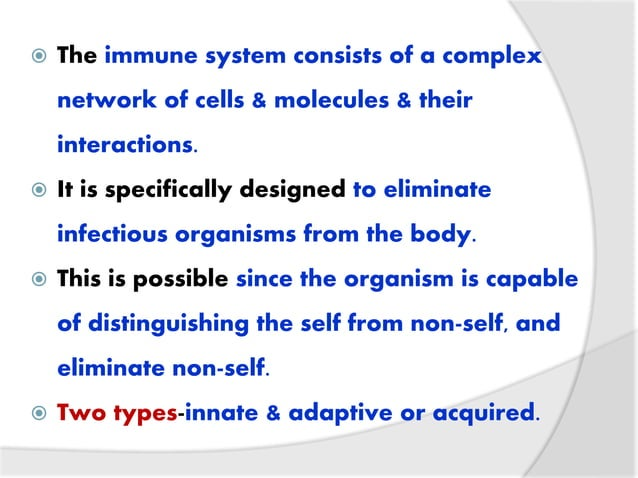 The immune system consists of a complex
network of cells & molecules & their
interactions.
It is specifically designed to eliminate
infectious organisms from the body.
This is possible since the organism is capable
of distinguishing the self from non-self, and
eliminate non-self.
Two types-innate & adaptive or acquired.